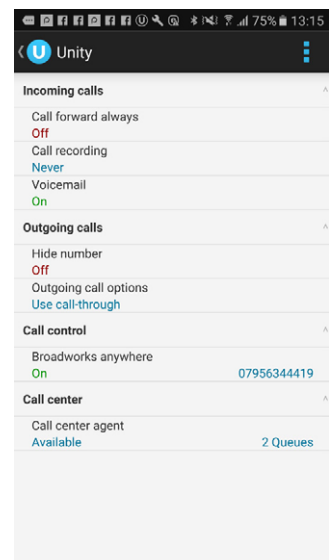 75% 13:15
Unity
Incoming calls
Call forward always
Off
Call recording
Never
Voicemail
On
Outgoing calls
Hide number
Off
Outgoing call options
Use call-through
Call control
Broadworks anywhere
On 07956344419
Call center
Call center agent
Available 2 Queues